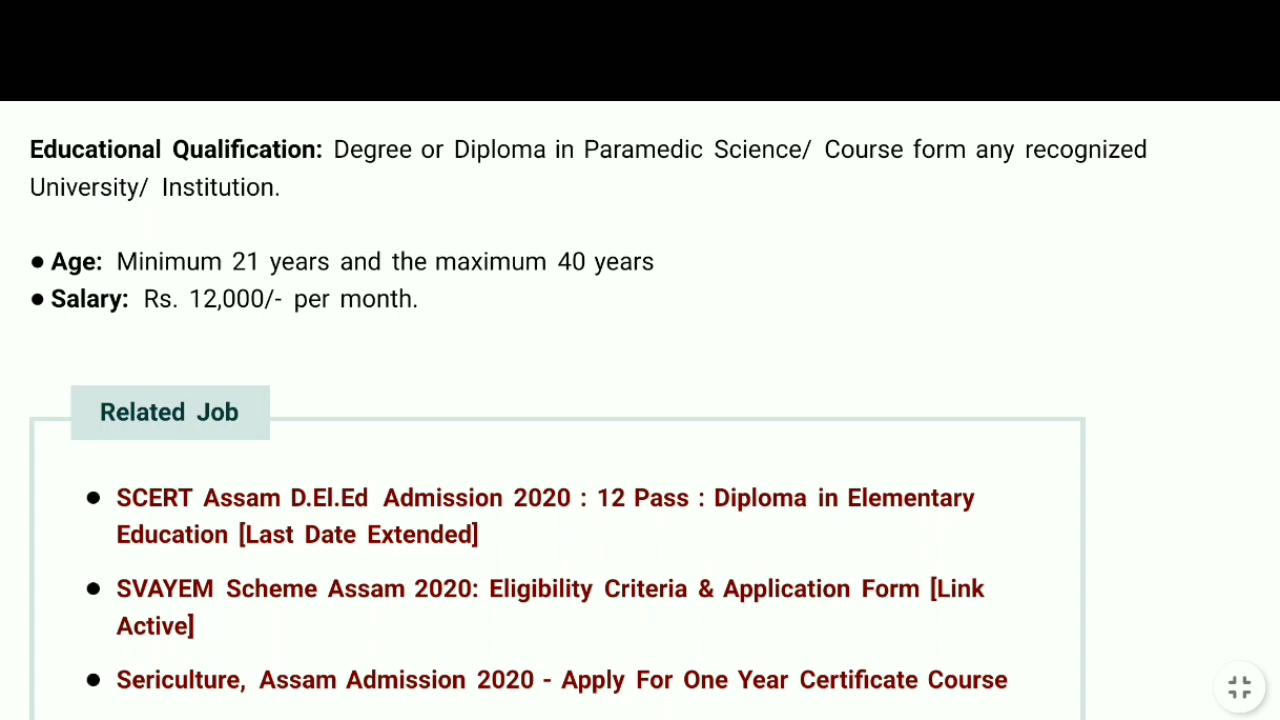 Educational Qualification: Degree or Diploma in Paramedic Science/ Course form any recognized
University/ Institution.
● Age: Minimum 21 years and the maximum 40 years
● Salary: Rs. 12,000/- per month.
Related Job
● SCERT Assam D.El.Ed Admission 2020 : 12 Pass : Diploma in Elementary
Education [Last Date Extended]
● SVAYEM Scheme Assam 2020: Eligibility Criteria & Application Form [Link
Active]
● Sericulture, Assam Admission 2020 - Apply For One Year Certificate Course